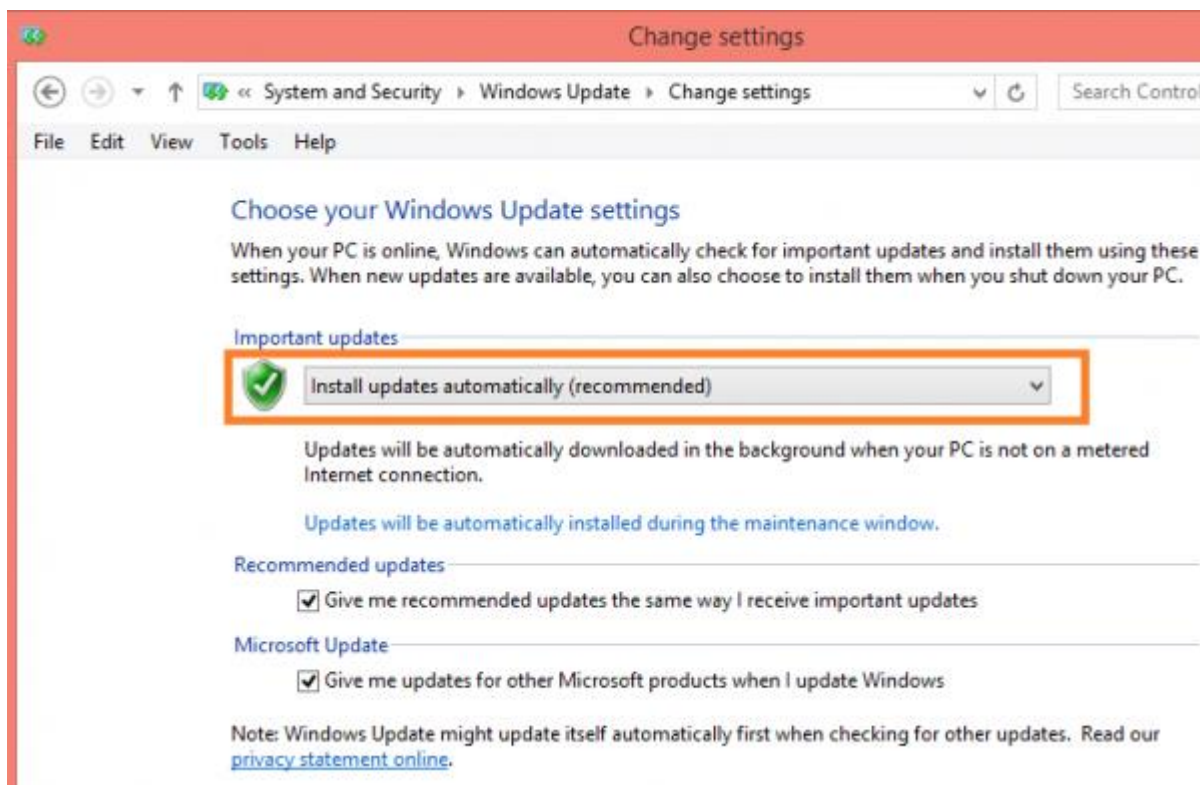 Change settings
« System and Security Windows Update Change settings
Search Control
File Edit View Tools Help
Choose your Windows Update settings
When your PC is online, Windows can automatically check for important updates and install them using these
settings. When new updates are available, you can also choose to install them when you shut down your PC.
Important updates
Install updates automatically (recommended)
Updates will be automatically downloaded in the background when your PC is not on a metered
Internet connection.
Updates will be automatically installed during the maintenance window.
Recommended updates
Give me recommended updates the same way I receive important updates
Microsoft Update
Give me updates for other Microsoft products when I update Windows
Note: Windows Update might update itself automatically first when checking for other updates. Read our
privacy statement online.